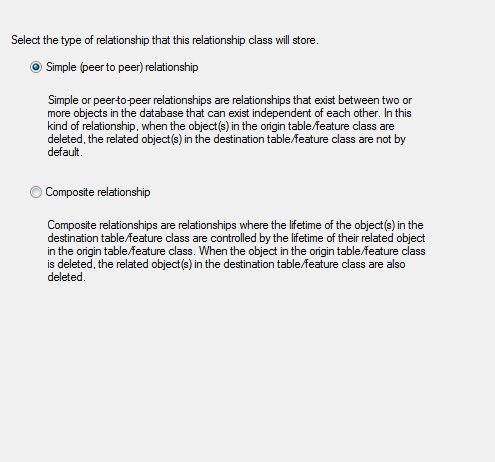 Select the type of relationship that this relationship class will store.
Simple (peer to peer) relationship
Simple or peer-to-peer relationships are relationships that exist between two or
more objects in the database that can exist independent of each other. In this
kind of relationship, when the object(s) in the origin table/feature class are
deleted, the related object(s) in the destination table/feature class are not by
default.
Composite relationship
Composite relationships are relationships where the lifetime of the object(s) in the
destination table/feature class are controlled by the lifetime of their related object
in the origin table/feature class. When the object in the origin table/feature class
is deleted, the related object(s) in the destination table/feature class are also
deleted.